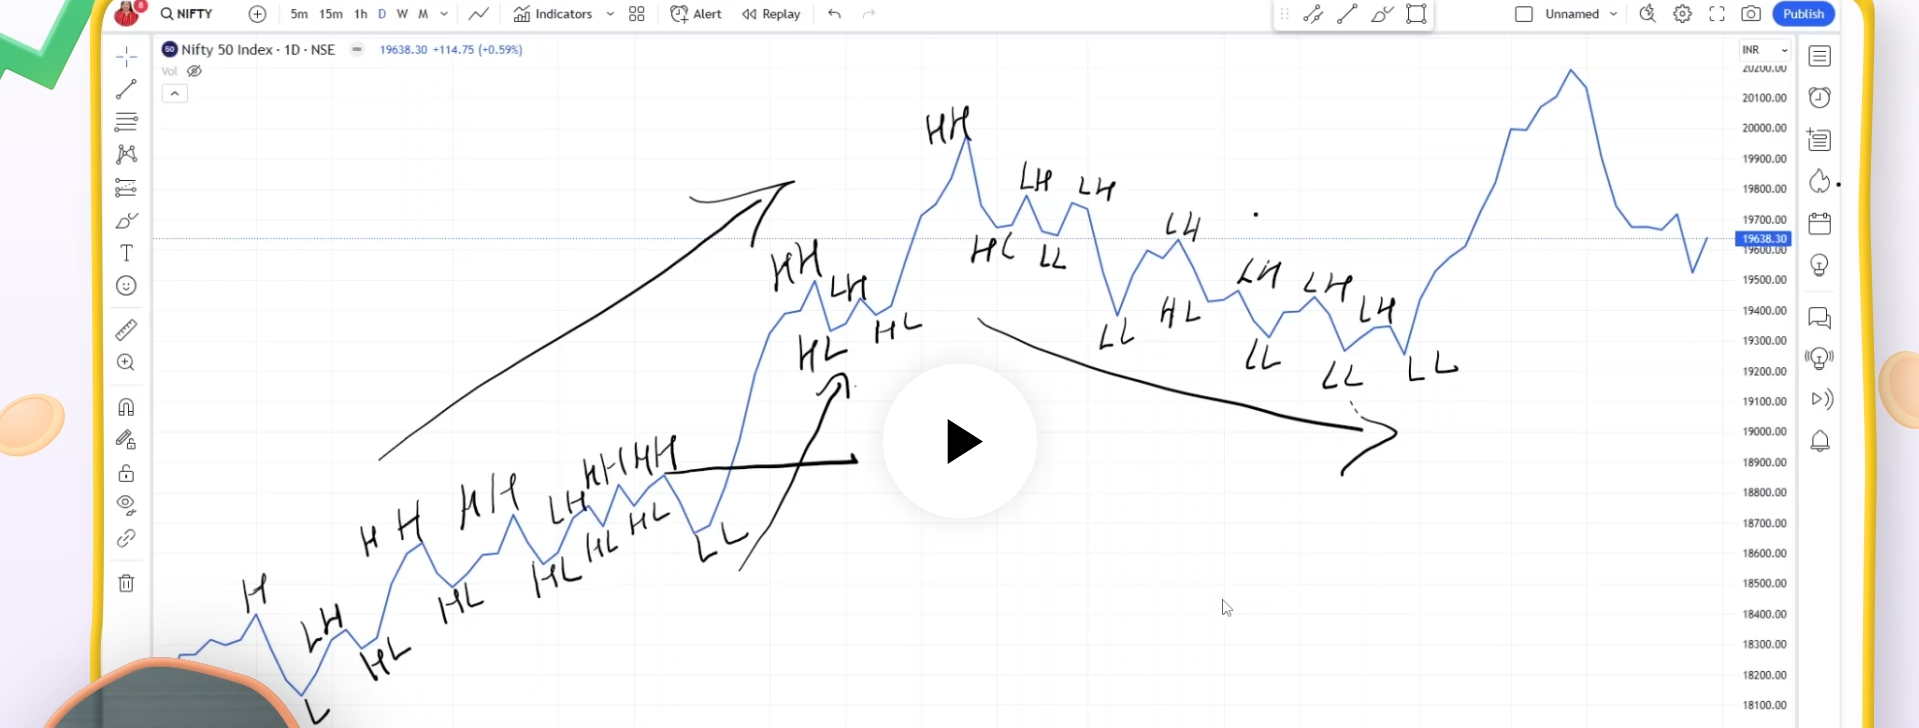 8
NIFTY 5m 15m 1h D W M Indicators Alert Replay Unnamed Publish
50 Nifty 50 Index · 1D · NSE 19638.30 +114.75 (+0.59%) INR
Vol
20200.00
20100.00
20000.00
19900.00
19800.00
19700.00
19638.30
19600.00
19500.00
19400.00
19300.00
19200.00
19100.00
19000.00
18900.00
18800.00
18700.00
18600.00
18500.00
18400.00
18300.00
18200.00
18100.00
H
L
LH
HL
HH
HL
HH
HL
LH
HL
HH
HL
HH
LL
HH
HL
LH
HL
HH
HL
LH
LL
LH
LL
LH
HL
LH
LL
LH
LL
LH
LL